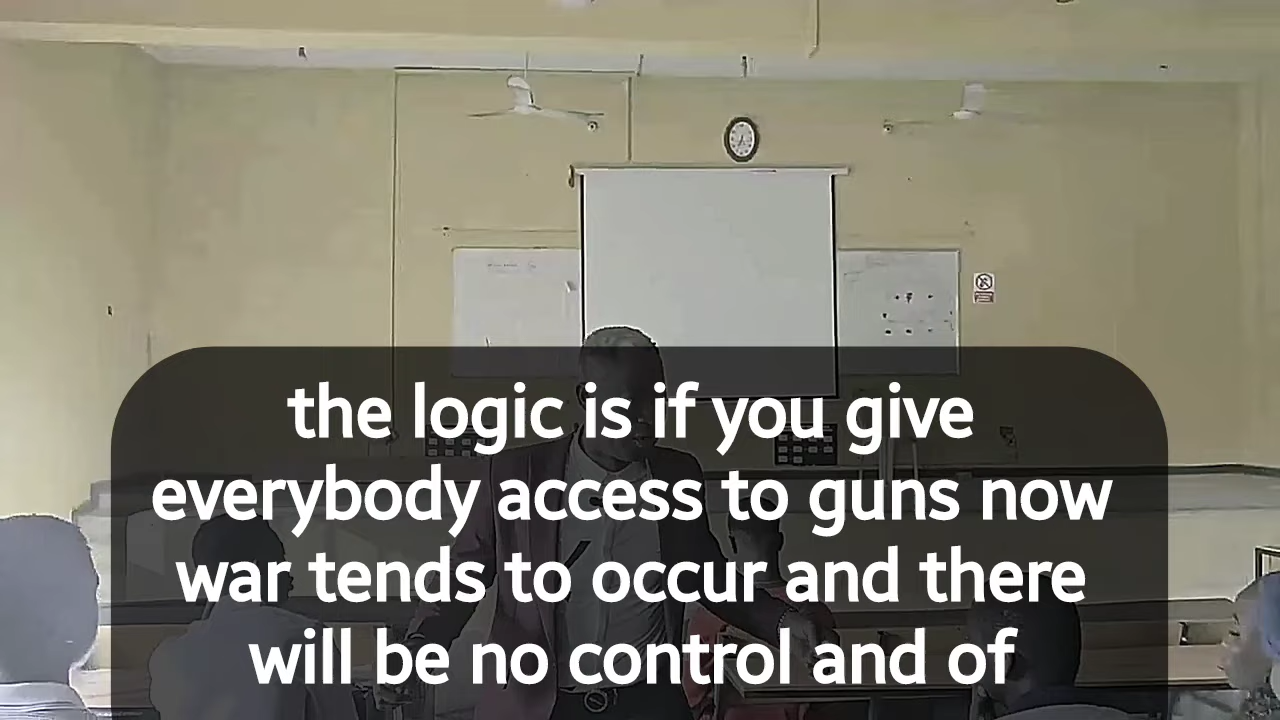 the logic is if you give
everybody access to guns now
war tends to occur and there
will be no control and of